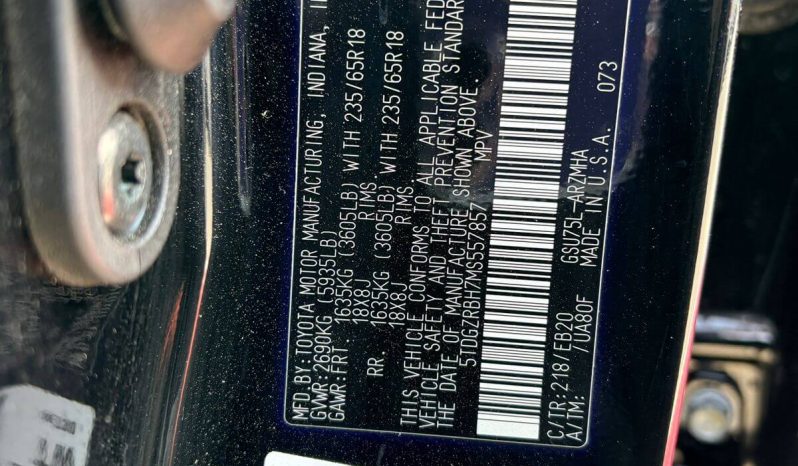 MFD.BY:TOYOTA MOTOR MANUFACTURING, INDIANA,
GVWR:2690KG (5935LB)
GAWR:FRT 1635KG (3605LB) WITH 235/65R18
18X8J RIMS
RR. 1635KG (3605LB) WITH 235/65R18
18X8J RIMS
THIS VEHICLE CONFORMS TO ALL APPLICABLE FED
VEHICLE SAFETY AND THEFT PREVENTION STANDAR
THE DATE OF MANUFACTURE SHOWN ABOVE.
5TDGZRBH7MS557857 MPV
C/TR:218/EB20 GSU75L-ARZMHA
A/TM: /UA80F MADE IN U.S.A. 073